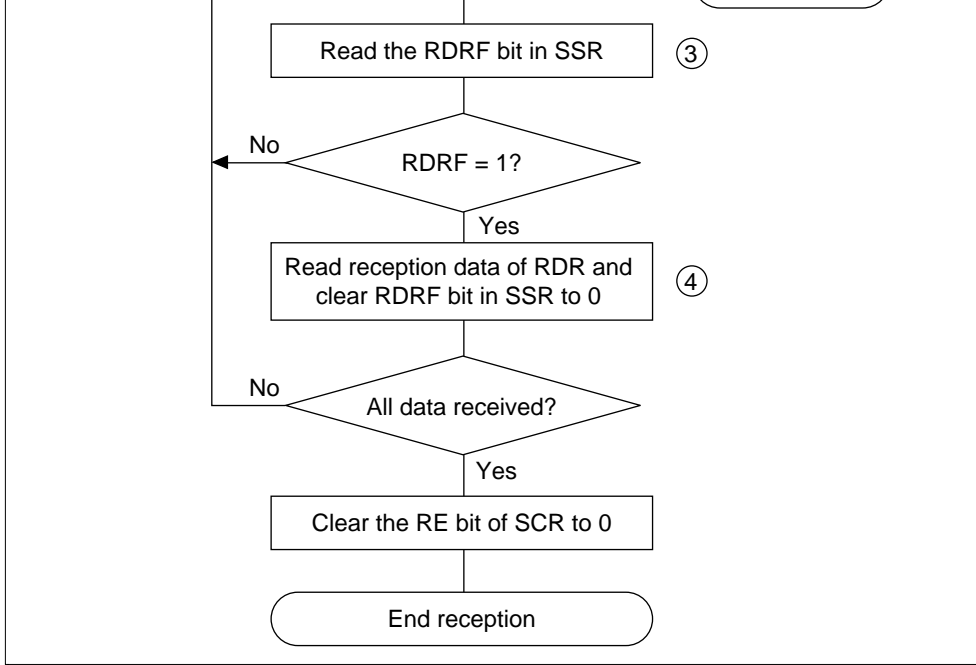 Read the RDRF bit in SSR
③
No
RDRF = 1?
Yes
Read reception data of RDR and
clear RDRF bit in SSR to 0
④
No
All data received?
Yes
Clear the RE bit of SCR to 0
End reception